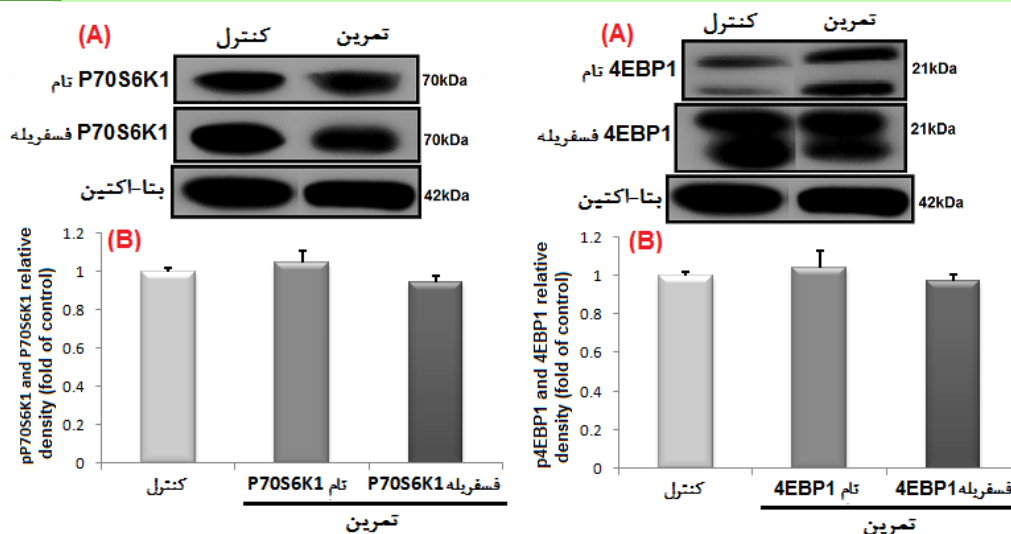 (A)
کنترل تمرین
P70S6K1 تام 70kDa
P70S6K1 فسفریله 70kDa
بتا-اکتین 42kDa
(B)
pP70S6K1 and P70S6K1 relative
density (fold of control)
1.2
1
0.8
0.6
0.4
0.2
0
کنترل P70S6K1 تام P70S6K1 فسفریله
تمرین
(A)
کنترل تمرین
4EBP1 تام 21kDa
4EBP1 فسفریله 21kDa
بتا-اکتین 42kDa
(B)
p4EBP1 and 4EBP1 relative
density (fold of control)
1.2
1
0.8
0.6
0.4
0.2
0
کنترل 4EBP1 تام 4EBP1 فسفریله
تمرین